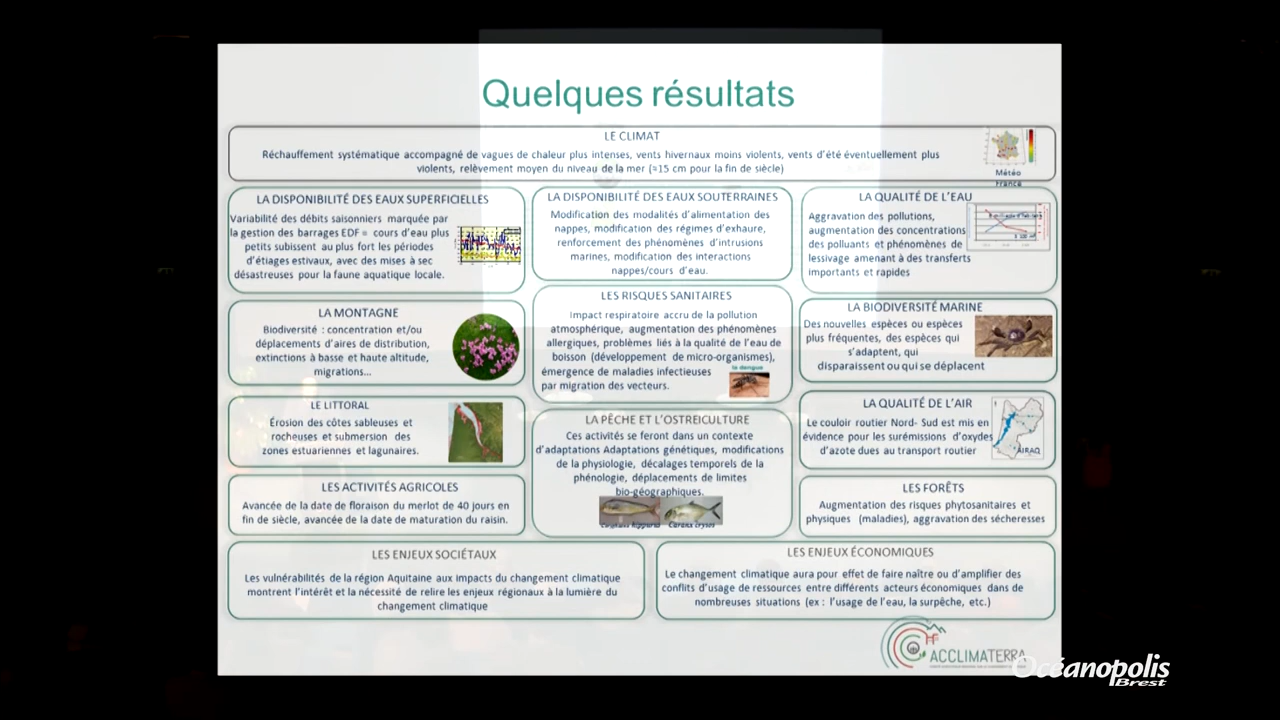 Quelques résultats
LE CLIMAT
Réchauffement systématique accompagné de vagues de chaleur plus intenses, vents hivernaux moins violents, vents d'été éventuellement plus
violents, relèvement moyen du niveau de la mer (≈15 cm pour la fin de siècle)
Météo
France
LA DISPONIBILITÉ DES EAUX SUPERFICIELLES
Variabilité des débits saisonniers marquée par
la gestion des barrages EDF = cours d'eau plus
petits subissent au plus fort les périodes
d'étiages estivaux, avec des mises à sec
désastreuses pour la faune aquatique locale.
LA DISPONIBILITÉ DES EAUX SOUTERRAINES
Modification des modalités d'alimentation des
nappes, modification des régimes d'exhaure,
renforcement des phénomènes d'intrusions
marines, modification des interactions
nappes/cours d'eau.
LA QUALITÉ DE L'EAU
Aggravation des pollutions,
augmentation des concentrations
des polluants et phénomènes de
lessivage amenant à des transferts
importants et rapides
LA MONTAGNE
Biodiversité : concentration et/ou
déplacements d'aires de distribution,
extinctions à basse et haute altitude,
migrations...
LES RISQUES SANITAIRES
Impact respiratoire accru de la pollution
atmosphérique, augmentation des phénomènes
allergiques, problèmes liés à la qualité de l'eau de
boisson (développement de micro-organismes),
émergence de maladies infectieuses
par migration des vecteurs.
la dengue
LA BIODIVERSITÉ MARINE
Des nouvelles espèces ou espèces
plus fréquentes, des espèces qui
s'adaptent, qui
disparaissent ou qui se déplacent
LE LITTORAL
Érosion des côtes sableuses et
rocheuses et submersion des
zones estuariennes et lagunaires.
LA PÊCHE ET L'OSTREICULTURE
Ces activités se feront dans un contexte
d'adaptations Adaptations génétiques, modifications
de la physiologie, décalages temporels de la
phénologie, déplacements de limites
bio-géographiques.
Caranx crysos
LA QUALITÉ DE L'AIR
Le couloir routier Nord- Sud est mis en
évidence pour les surémissions d'oxydes
d'azote dues au transport routier
AIRAQ
LES ACTIVITÉS AGRICOLES
Avancée de la date de floraison du merlot de 40 jours en
fin de siècle, avancée de la date de maturation du raisin.
LES FORÊTS
Augmentation des risques phytosanitaires et
physiques (maladies), aggravation des sécheresses
LES ENJEUX SOCIÉTAUX
Les vulnérabilités de la région Aquitaine aux impacts du changement climatique
montrent l'intérêt et la nécessité de relire les enjeux régionaux à la lumière du
changement climatique
LES ENJEUX ÉCONOMIQUES
Le changement climatique aura pour effet de faire naître ou d'amplifier des
conflits d'usage de ressources entre différents acteurs économiques dans de
nombreuses situations (ex : l'usage de l'eau, la surpêche, etc.)
ACCLIMATERRA
Océanopolis
Brest